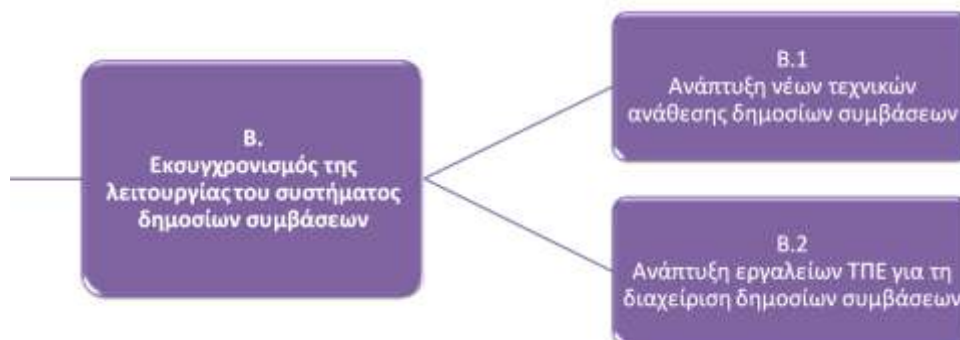 Β.
Εκσυγχρονισμός της
λειτουργίας του συστήματος
δημοσίων συμβάσεων
Β.1
Ανάπτυξη νέων τεχνικών
ανάθεσης δημοσίων συμβάσεων
Β.2
Ανάπτυξη εργαλείων ΤΠΕ για τη
διαχείριση δημοσίων συμβάσεων